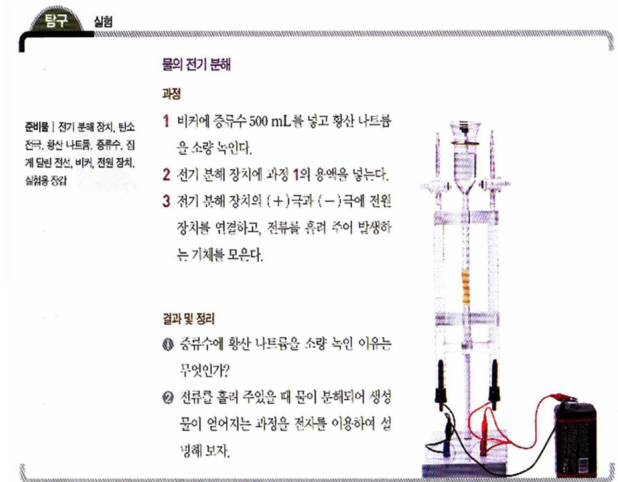 탐구 실험
물의 전기 분해
과정
준비물 | 전기 분해 장치, 탄소
전극, 황산 나트륨, 증류수, 집
게 달린 전선, 비커, 전원 장치,
실험용 장갑
1 비커에 증류수 500 mL를 넣고 황산 나트륨
을 소량 녹인다.
2 전기 분해 장치에 과정 1의 용액을 넣는다.
3 전기 분해 장치의 (+)극과 (-)극에 전원
장치를 연결하고, 전류를 흘려 주어 발생하
는 기체를 모은다.
결과 및 정리
❶ 증류수에 황산 나트륨을 소량 녹인 이유는
무엇인가?
❷ 전류를 흘려 주었을 때 물이 분해되어 생성
물이 얻어지는 과정을 전자를 이용하여 설
명해 보자.